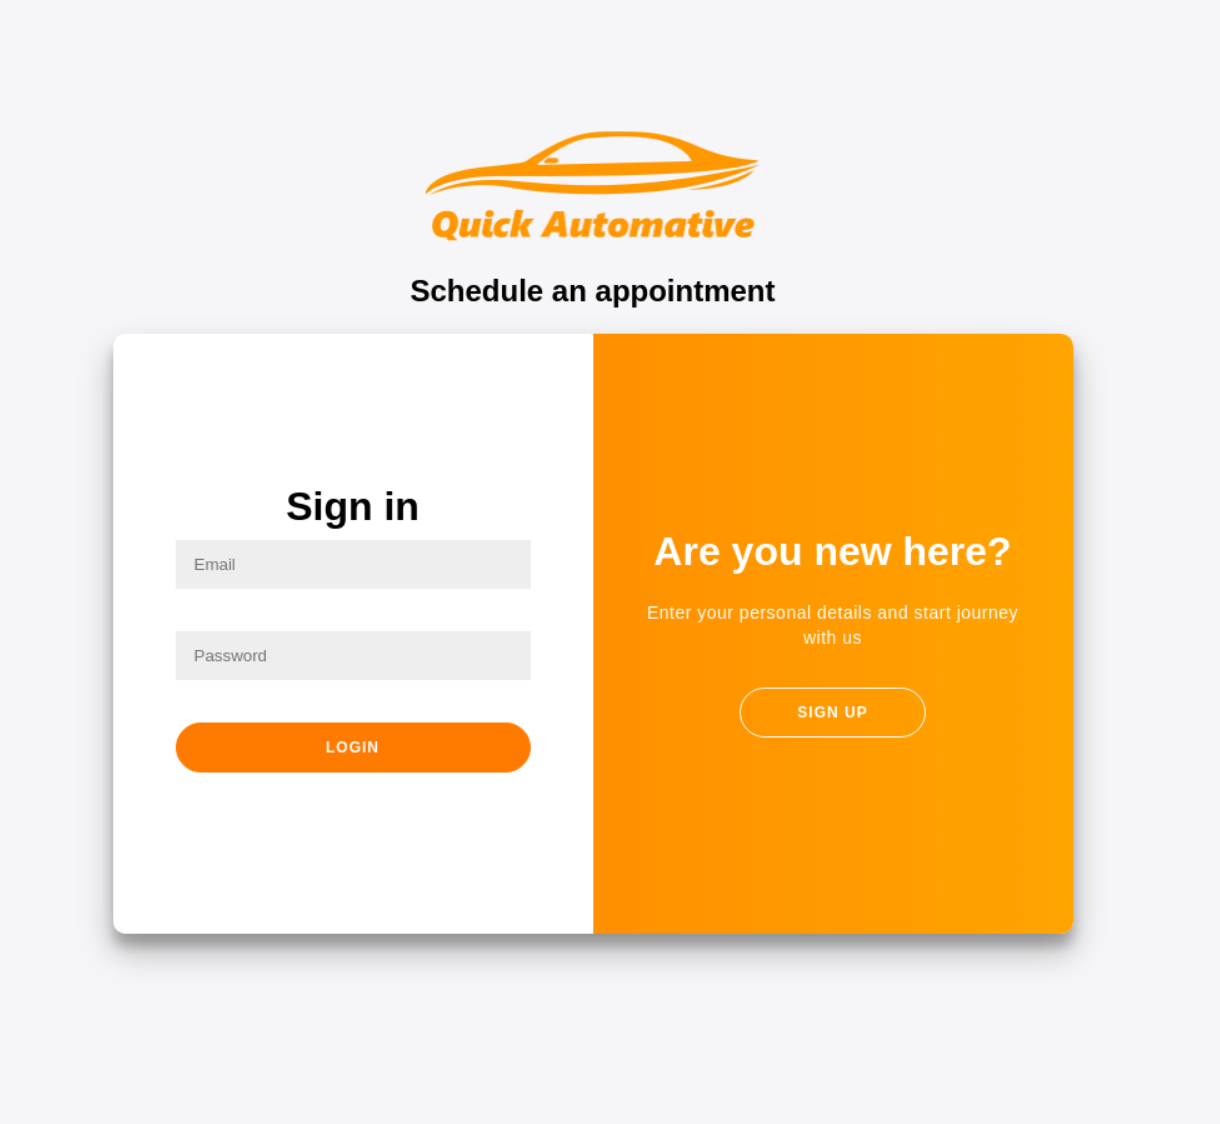 Quick Automative
Schedule an appointment
Sign in
Email
Password
LOGIN
Are you new here?
Enter your personal details and start journey
with us
SIGN UP